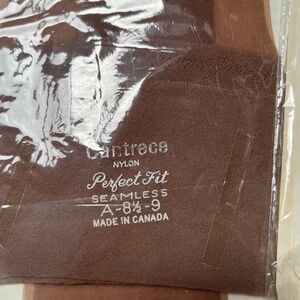 Cantrece
NYLON
Perfect Fit
SEAMLESS
A-8½-9
MADE IN CANADA